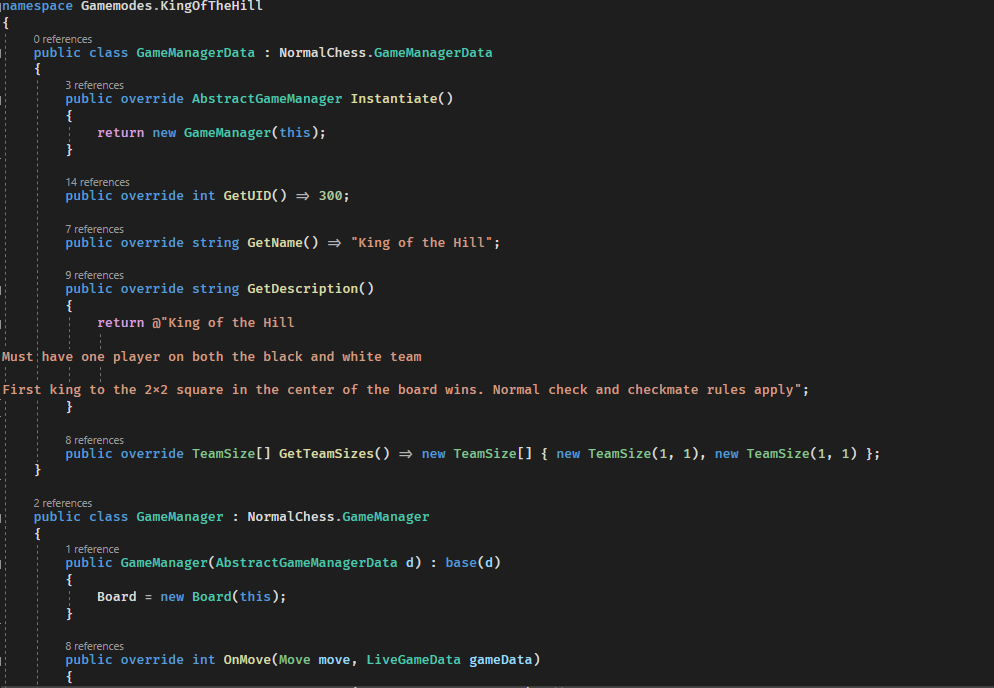 namespace Gamemodes.KingOfTheHill
{
0 references
public class GameManagerData : NormalChess.GameManagerData
{
3 references
public override AbstractGameManager Instantiate()
{
return new GameManager(this);
}
14 references
public override int GetUID() => 300;
7 references
public override string GetName() => "King of the Hill";
9 references
public override string GetDescription()
{
return @"King of the Hill
Must have one player on both the black and white team
First king to the 2×2 square in the center of the board wins. Normal check and checkmate rules apply";
}
8 references
public override TeamSize[] GetTeamSizes() => new TeamSize[] { new TeamSize(1, 1), new TeamSize(1, 1) };
}
2 references
public class GameManager : NormalChess.GameManager
{
1 reference
public GameManager(AbstractGameManagerData d) : base(d)
{
Board = new Board(this);
}
8 references
public override int OnMove(Move move, LiveGameData gameData)
{